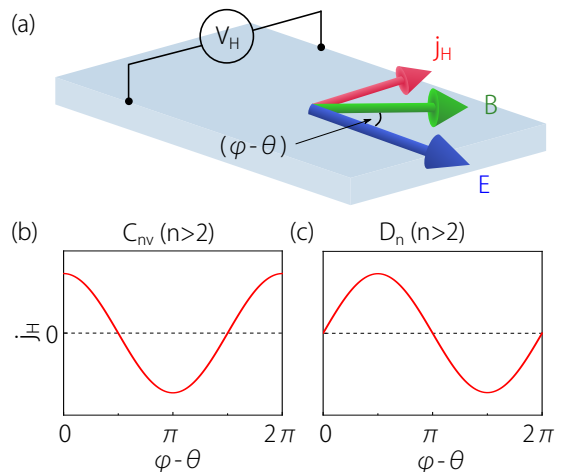 (a)
V_H
j_H
B
(φ-θ)
E
(b)
C_nv (n>2)
(c)
D_n (n>2)
j_H
0
0
π
2π
0
π
2π
φ-θ
φ-θ